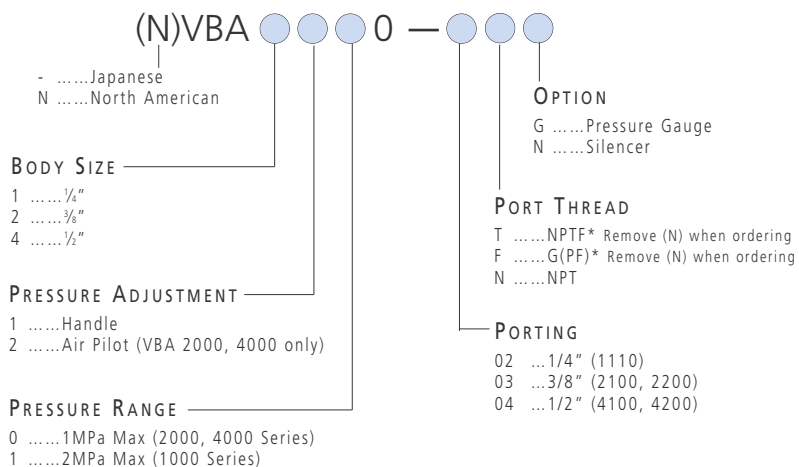 (N)VBA 0 —
- ......Japanese
N ......North American
OPTION
G ......Pressure Gauge
N ......Silencer
BODY SIZE
1 ......1/4"
2 ......3/8"
4 ......1/2"
PORT THREAD
T ......NPTF* Remove (N) when ordering
F ......G(PF)* Remove (N) when ordering
N ......NPT
PRESSURE ADJUSTMENT
1 ......Handle
2 ......Air Pilot (VBA 2000, 4000 only)
PORTING
02 ...1/4" (1110)
03 ...3/8" (2100, 2200)
04 ...1/2" (4100, 4200)
PRESSURE RANGE
0 ......1MPa Max (2000, 4000 Series)
1 ......2MPa Max (1000 Series)